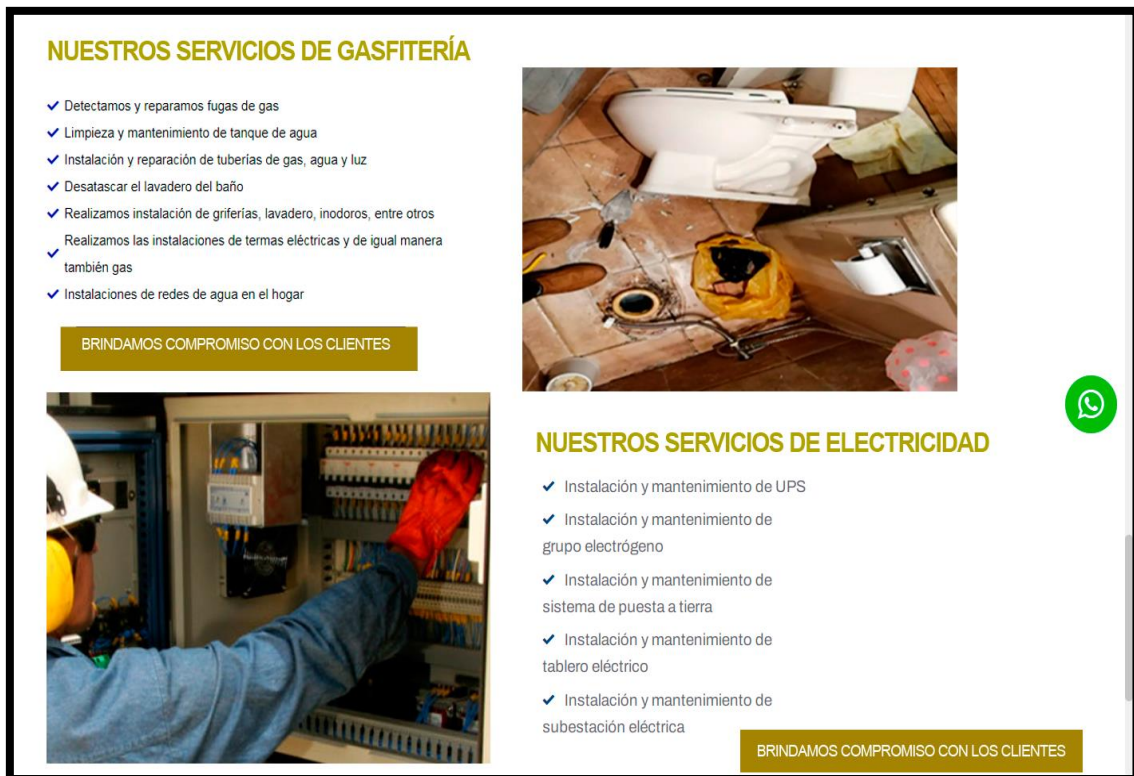 NUESTROS SERVICIOS DE GASFITERÍA
Detectamos y reparamos fugas de gas
Limpieza y mantenimiento de tanque de agua
Instalación y reparación de tuberías de gas, agua y luz
Desatascar el lavadero del baño
Realizamos instalación de griferías, lavadero, inodoros, entre otros
Realizamos las instalaciones de termas eléctricas y de igual manera
también gas
Instalaciones de redes de agua en el hogar
BRINDAMOS COMPROMISO CON LOS CLIENTES
NUESTROS SERVICIOS DE ELECTRICIDAD
Instalación y mantenimiento de UPS
Instalación y mantenimiento de
grupo electrógeno
Instalación y mantenimiento de
sistema de puesta a tierra
Instalación y mantenimiento de
tablero eléctrico
Instalación y mantenimiento de
subestación eléctrica
BRINDAMOS COMPROMISO CON LOS CLIENTES